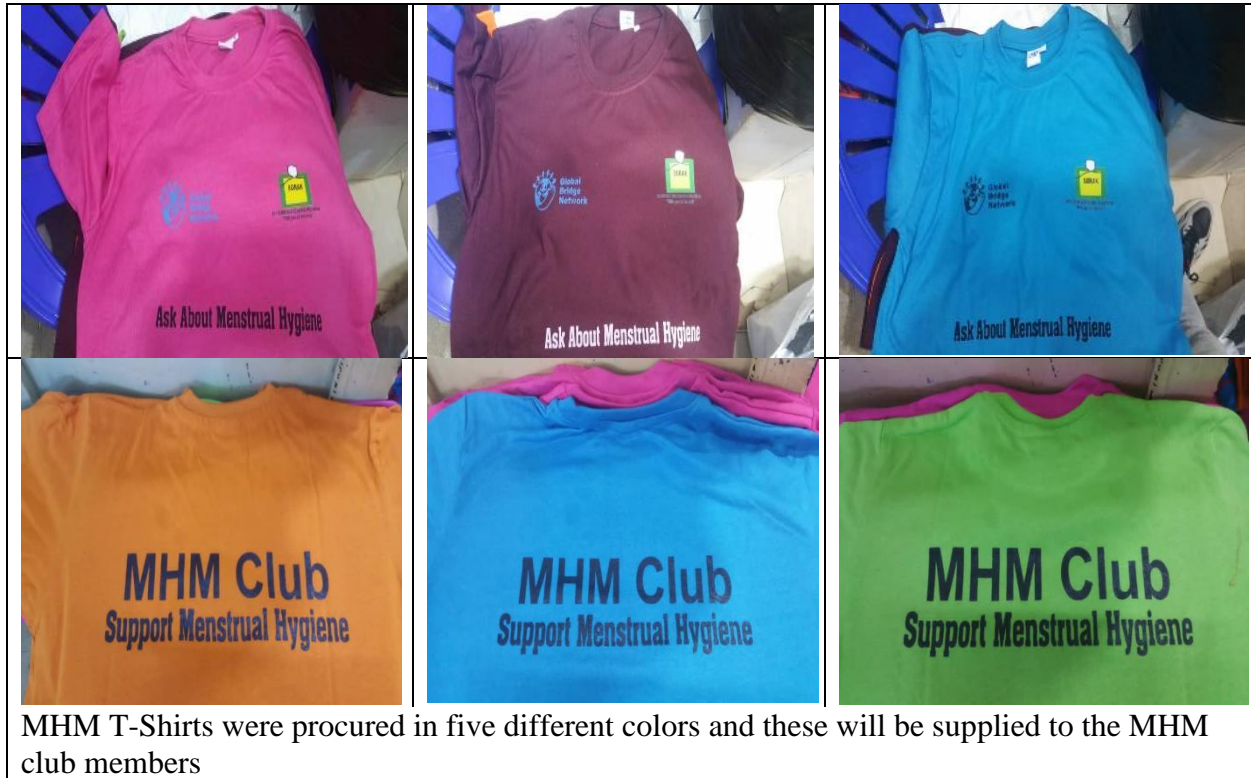 Global
Bridge
Network
Ask About Menstrual Hygiene
Global
Bridge
Network
Ask About Menstrual Hygiene
Global
Bridge
Network
Ask About Menstrual Hygiene
MHM Club
Support Menstrual Hygiene
MHM Club
Support Menstrual Hygiene
MHM Club
Support Menstrual Hygiene
MHM T-Shirts were procured in five different colors and these will be supplied to the MHM
club members